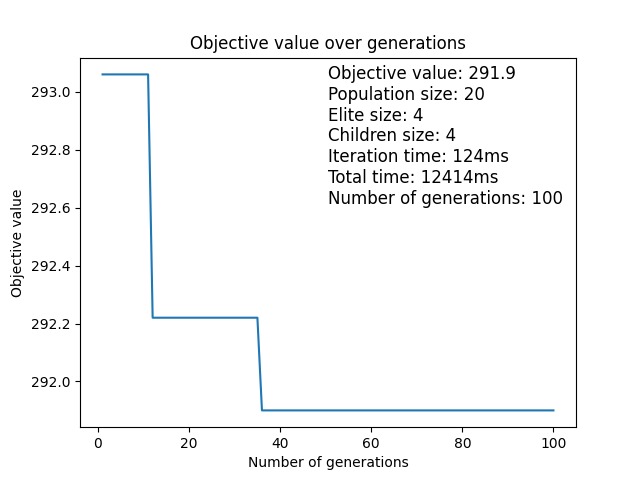 Objective value over generations
Objective value: 291.9
Population size: 20
Elite size: 4
Children size: 4
Iteration time: 124ms
Total time: 12414ms
Number of generations: 100
Objective value
293.0
292.8
292.6
292.4
292.2
292.0
0 20 40 60 80 100
Number of generations